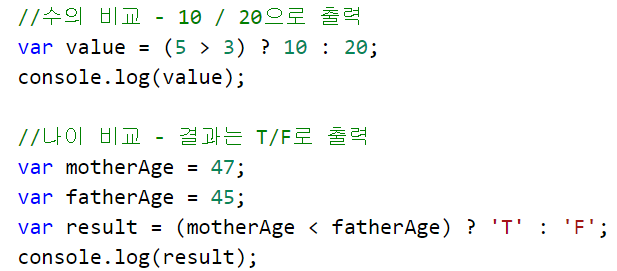 //수의 비교 - 10 / 20으로 출력
var value = (5 > 3) ? 10 : 20;
console.log(value);
//나이 비교 - 결과는 T/F로 출력
var motherAge = 47;
var fatherAge = 45;
var result = (motherAge < fatherAge) ? 'T' : 'F';
console.log(result);